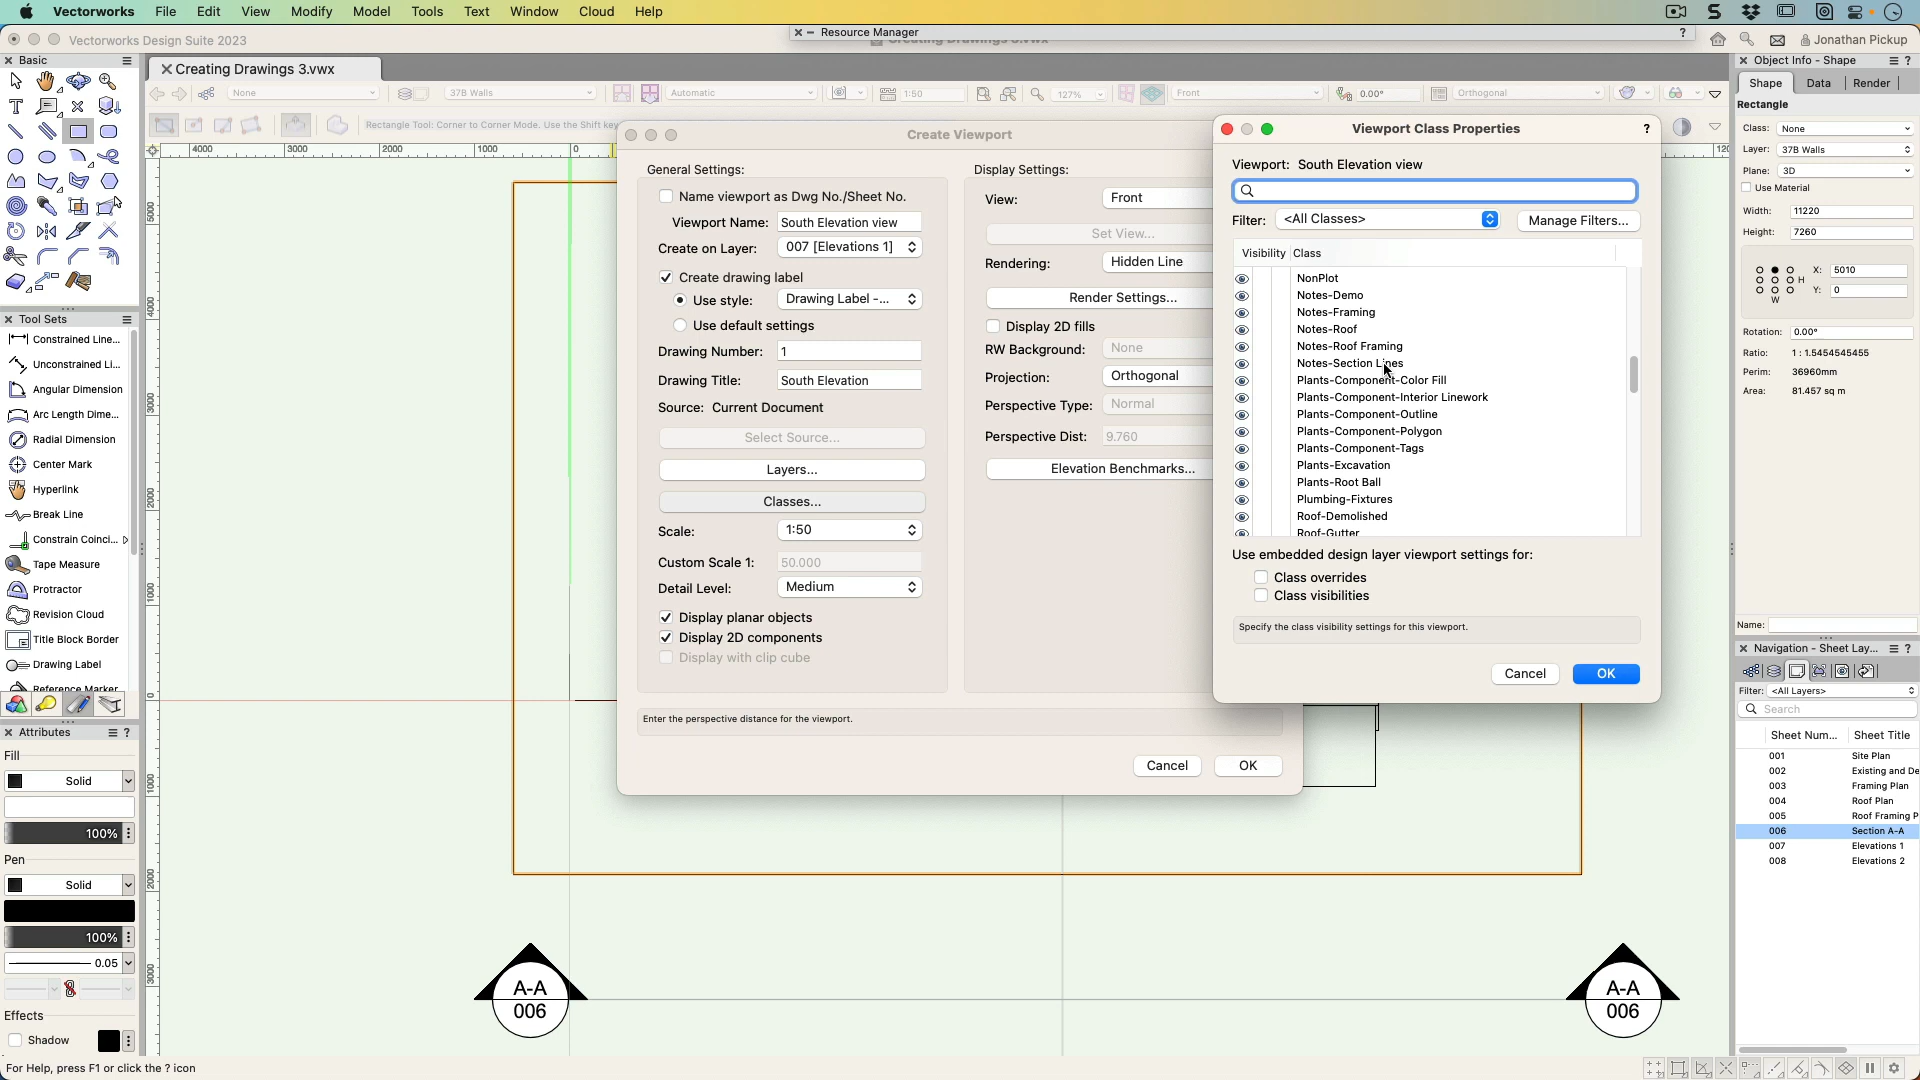 Vectorworks File Edit View Modify Model Tools Text Window Cloud Help
Vectorworks Design Suite 2023
Resource Manager ?
Jonathan Pickup
Basic
Creating Drawings 3.vwx
None 37B Walls Automatic 1:50 127% Front 0.00° Orthogonal
Rectangle Tool: Corner to Corner Mode. Use the Shift key
4000 3000 2000 1000 0
5000
4000
3000
2000
1000
0
1000
2000
3000
Tool Sets
Constrained Line...
Unconstrained Li...
Angular Dimension
Arc Length Dime...
Radial Dimension
Center Mark
Hyperlink
Break Line
Constrain Coinci...
Tape Measure
Protractor
Revision Cloud
Title Block Border
Drawing Label
Reference Marker
Attributes ?
Fill
Solid
100%
Pen
Solid
100%
0.05
Effects
Shadow
For Help, press F1 or click the ? icon
Create Viewport
General Settings:
Name viewport as Dwg No./Sheet No.
Viewport Name: South Elevation view
Create on Layer: 007 [Elevations 1]
Create drawing label
Use style: Drawing Label -...
Use default settings
Drawing Number: 1
Drawing Title: South Elevation
Source: Current Document
Select Source...
Layers...
Classes...
Scale: 1:50
Custom Scale 1: 50.000
Detail Level: Medium
Display planar objects
Display 2D components
Display with clip cube
Display Settings:
View: Front
Set View...
Rendering: Hidden Line
Render Settings...
Display 2D fills
RW Background: None
Projection: Orthogonal
Perspective Type: Normal
Perspective Dist: 9.760
Elevation Benchmarks...
Enter the perspective distance for the viewport.
Cancel OK
Viewport Class Properties ?
Viewport: South Elevation view
Filter: <All Classes> Manage Filters...
Visibility Class
NonPlot
Notes-Demo
Notes-Framing
Notes-Roof
Notes-Roof Framing
Notes-Section Lines
Plants-Component-Color Fill
Plants-Component-Interior Linework
Plants-Component-Outline
Plants-Component-Polygon
Plants-Component-Tags
Plants-Excavation
Plants-Root Ball
Plumbing-Fixtures
Roof-Demolished
Roof-Gutter
Use embedded design layer viewport settings for:
Class overrides
Class visibilities
Specify the class visibility settings for this viewport.
Cancel OK
A-A
006
A-A
006
Object Info - Shape ?
Shape Data Render
Rectangle
Class: None
Layer: 37B Walls
Plane: 3D
Use Material
Width: 11220
Height: 7260
X: 5010
Y: 0
W
Rotation: 0.00°
Ratio: 1 : 1.5454545455
Perim: 36960mm
Area: 81.457 sq m
Name:
Navigation - Sheet Lay... ?
Filter: <All Layers>
Search
Sheet Num... Sheet Title
001 Site Plan
002 Existing and De
003 Framing Plan
004 Roof Plan
005 Roof Framing P
006 Section A-A
007 Elevations 1
008 Elevations 2